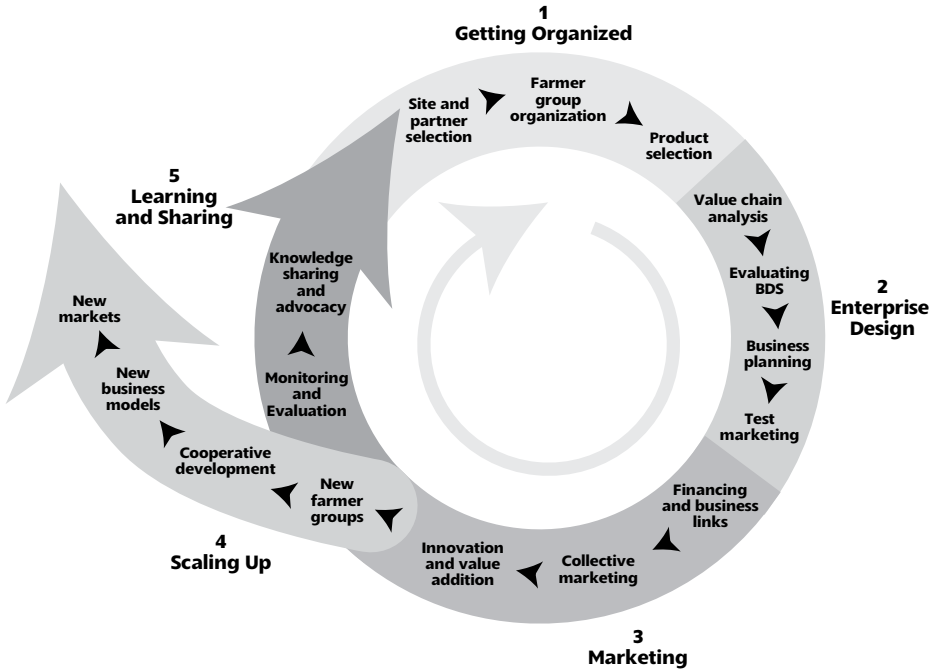 1
Getting Organized
Site and
partner
selection
Farmer
group
organization
Product
selection
2
Enterprise
Design
Value chain
analysis
Evaluating
BDS
Business
planning
Test
marketing
3
Marketing
Financing
and business
links
Collective
marketing
Innovation
and value
addition
4
Scaling Up
New
farmer
groups
Cooperative
development
New
business
models
New
markets
5
Learning
and Sharing
Monitoring
and
Evaluation
Knowledge
sharing
and
advocacy